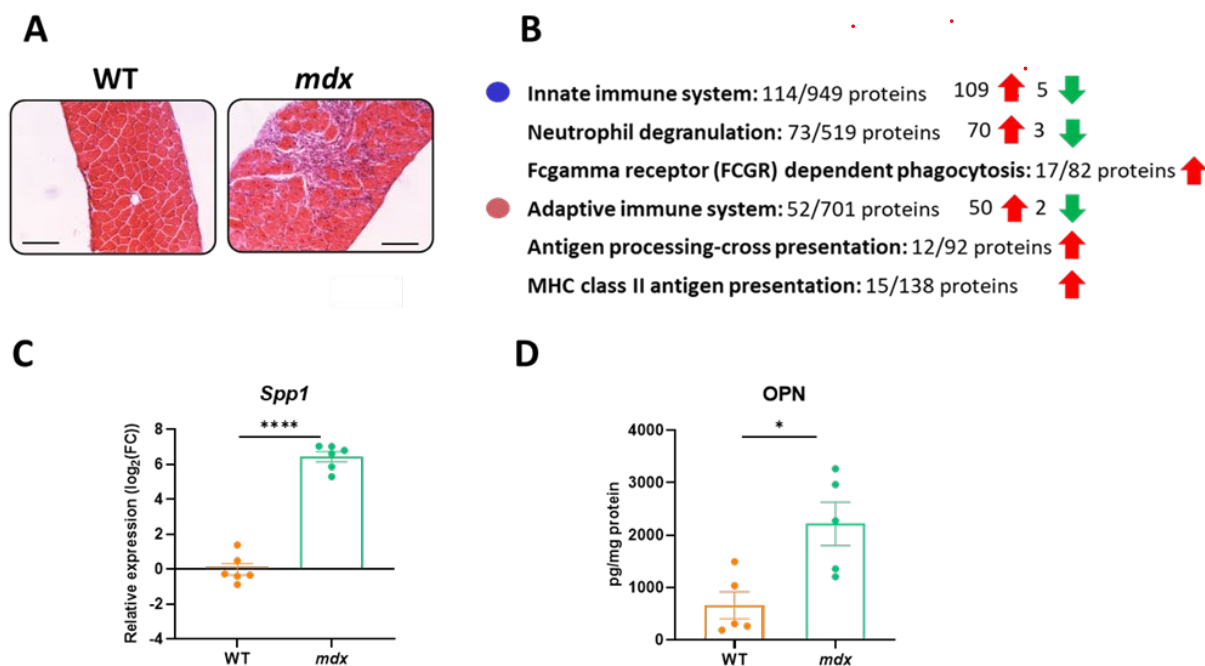 A
WT
mdx
B
Innate immune system: 114/949 proteins 109 5
Neutrophil degranulation: 73/519 proteins 70 3
Fcgamma receptor (FCGR) dependent phagocytosis: 17/82 proteins
Adaptive immune system: 52/701 proteins 50 2
Antigen processing-cross presentation: 12/92 proteins
MHC class II antigen presentation: 15/138 proteins
C
Spp1
****
Relative expression (log₂(FC))
8
6
4
2
0
-2
-4
WT
mdx
D
OPN
*
pg/mg protein
4000
3000
2000
1000
0
WT
mdx